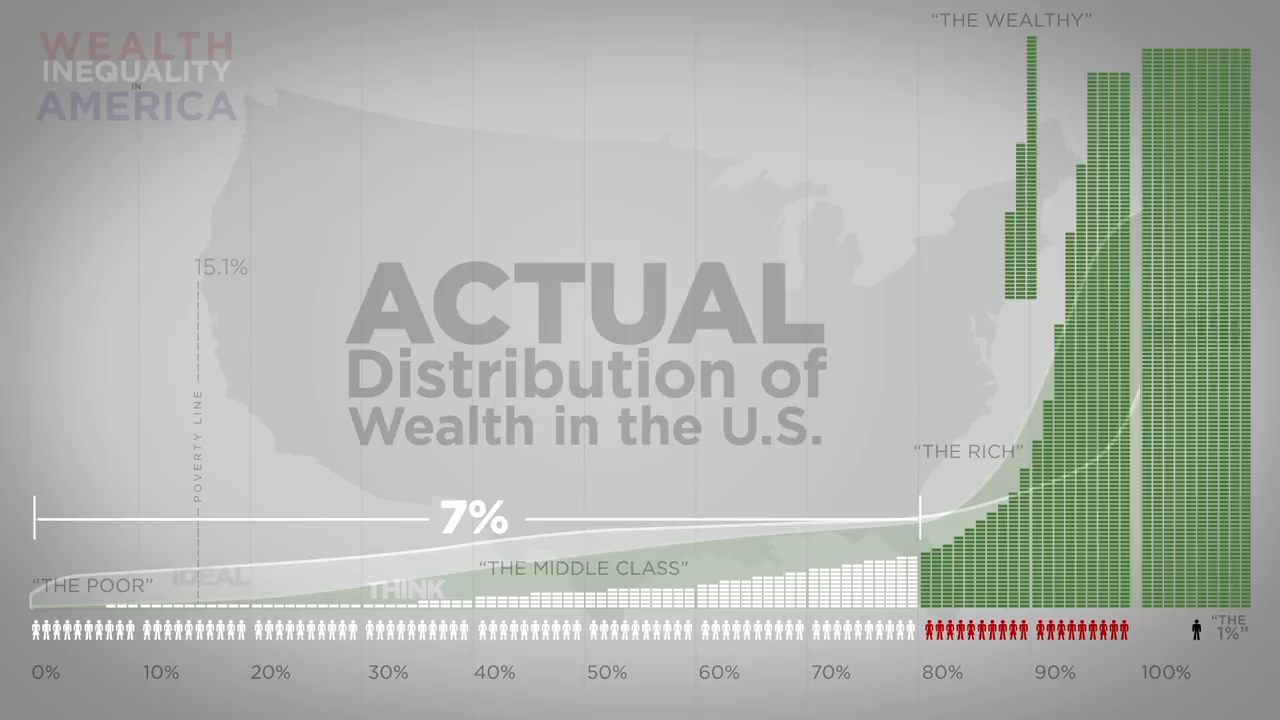 WEALTH
INEQUALITY
IN
AMERICA
“THE WEALTHY”
15.1%
POVERTY LINE
ACTUAL
Distribution of
Wealth in the U.S.
“THE RICH”
7%
“THE POOR”
IDEAL
THINK
“THE MIDDLE CLASS”
“THE
1%”
0% 10% 20% 30% 40% 50% 60% 70% 80% 90% 100%